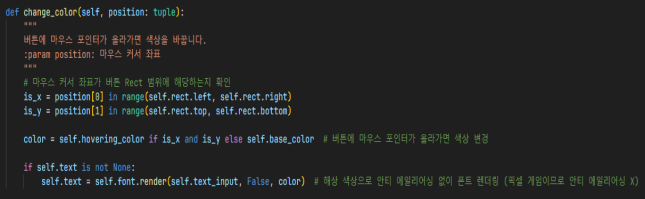 def change_color(self, position: tuple):
"""
버튼에 마우스 포인터가 올라가면 색상을 바꿉니다.
:param position: 마우스 커서 좌표
"""
# 마우스 커서 좌표가 버튼 Rect 범위에 해당하는지 확인
is_x = position[0] in range(self.rect.left, self.rect.right)
is_y = position[1] in range(self.rect.top, self.rect.bottom)
color = self.hovering_color if is_x and is_y else self.base_color # 버튼에 마우스 포인터가 올라가면 색상 변경
if self.text is not None:
self.text = self.font.render(self.text_input, False, color) # 해상 색상으로 안티 에일리어싱 없이 폰트 렌더링 (픽셀 게임이므로 안티 에일리어싱 X)